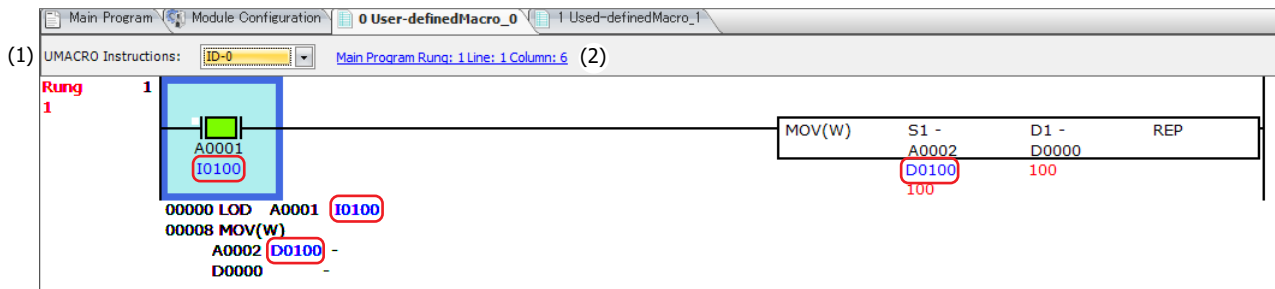 Main Program Module Configuration 0 User-definedMacro_0 1 Used-definedMacro_1
(1) UMACRO Instructions: ID-0 Main Program Rung: 1 Line: 1 Column: 6 (2)
Rung 1
1
MOV(W) S1 - D1 - REP
A0001 A0002 D0000
I0100 D0100 100
100
00000 LOD A0001 I0100
00008 MOV(W)
A0002 D0100 -
D0000 -